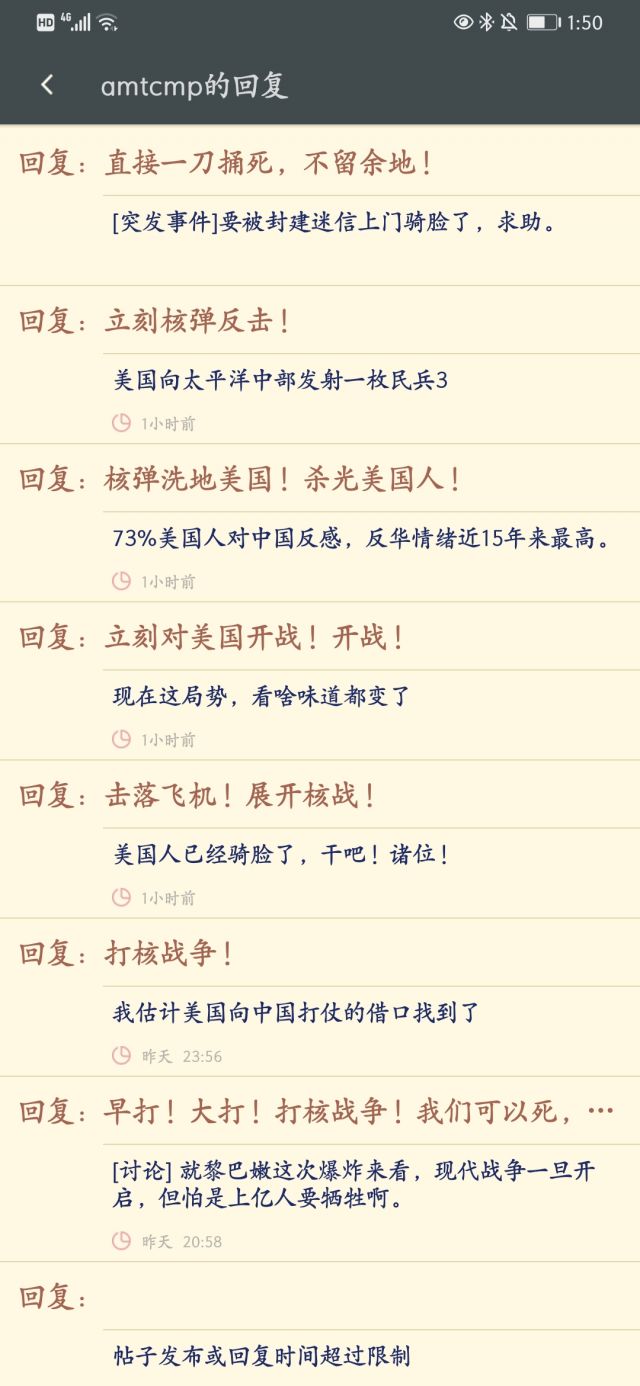 HD 4G 1:50
amtcmp的回复
回复：直接一刀捅死，不留余地！
[突发事件]要被封建迷信上门骑脸了，求助。
回复：立刻核弹反击！
美国向太平洋中部发射一枚民兵3
1小时前
回复：核弹洗地美国！杀光美国人！
73%美国人对中国反感，反华情绪近15年来最高。
1小时前
回复：立刻对美国开战！开战！
现在这局势，看啥味道都变了
1小时前
回复：击落飞机！展开核战！
美国人已经骑脸了，干吧！诸位！
1小时前
回复：打核战争！
我估计美国向中国打仗的借口找到了
昨天 23:56
回复：早打！大打！打核战争！我们可以死，…
[讨论] 就黎巴嫩这次爆炸来看，现代战争一旦开
启，但怕是上亿人要牺牲啊。
昨天 20:58
回复：
帖子发布或回复时间超过限制